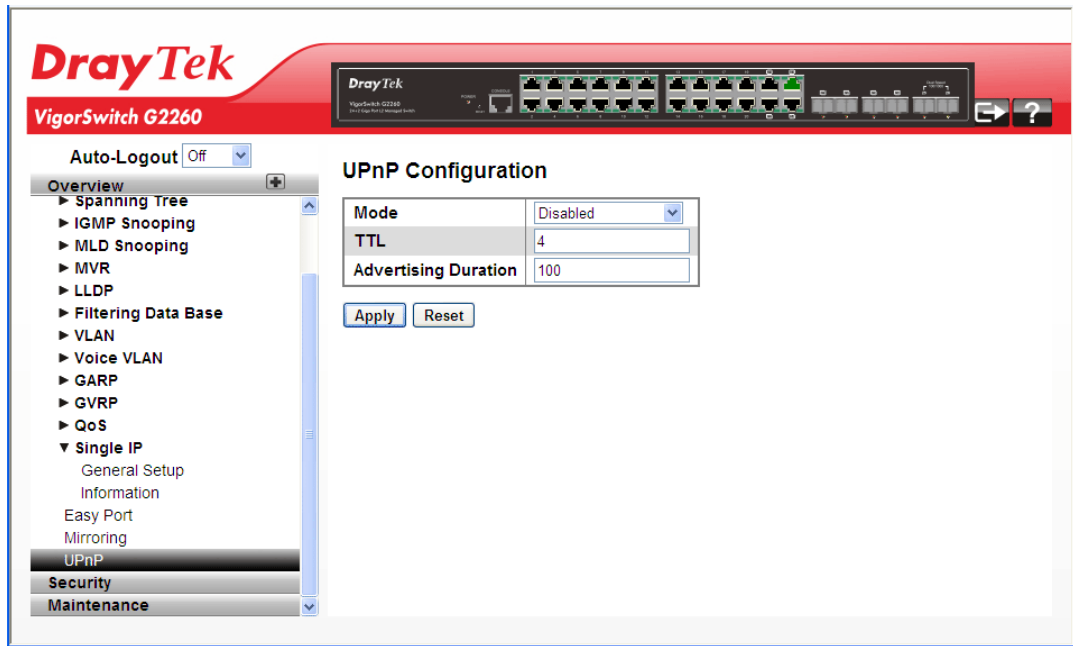 DrayTek
VigorSwitch G2260
DrayTek
VigorSwitch G2260
?
Auto-Logout Off
Overview
Spanning Tree
IGMP Snooping
MLD Snooping
MVR
LLDP
Filtering Data Base
VLAN
Voice VLAN
GARP
GVRP
QoS
Single IP
General Setup
Information
Easy Port
Mirroring
UPnP
Security
Maintenance
UPnP Configuration
Mode Disabled
TTL 4
Advertising Duration 100
Apply Reset